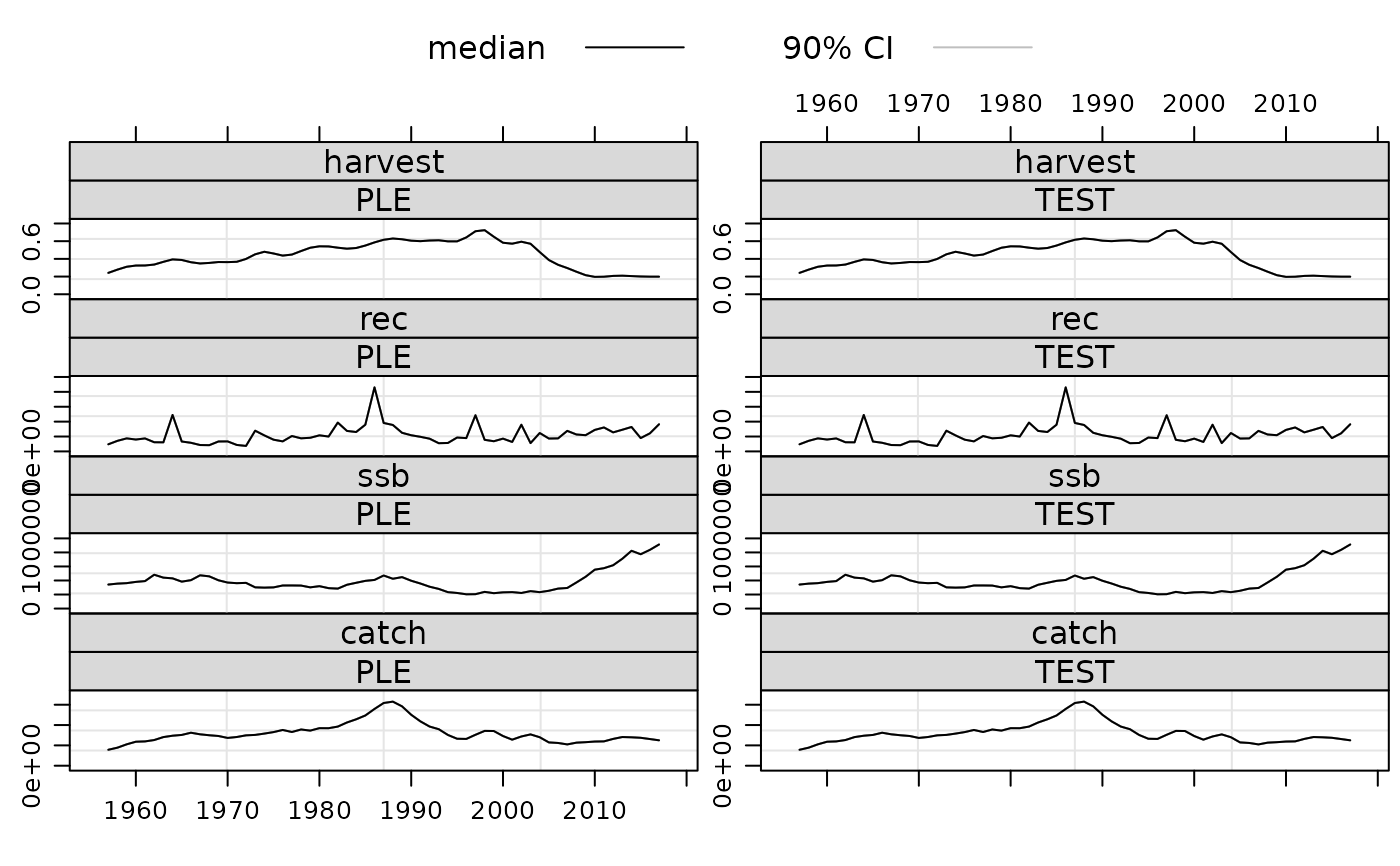 median 90% CI
1960 1970 1980 1990 2000 2010
harvest harvest
PLE TEST
0.0 0.6 0.0 0.6
rec rec
PLE TEST
0e+00 0e+00
ssb ssb
PLE TEST
0 1000000 0 1000000
catch catch
PLE TEST
0e+00 0e+00
1960 1970 1980 1990 2000 2010